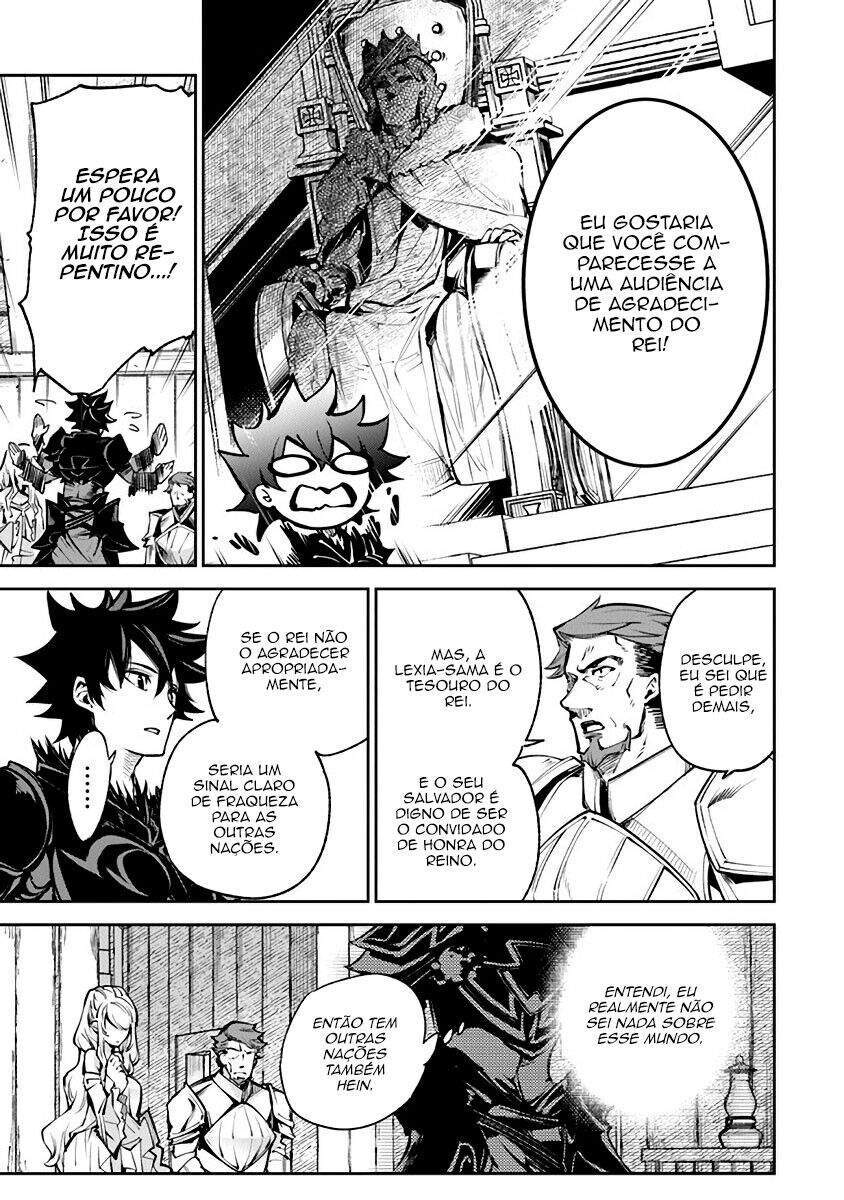 EU GOSTARIA
QUE VOCÊ COM-
PARECESSE A
UMA AUDIÊNCIA
DE AGRADECI-
MENTO DO
REI!
ESPERA
UM POUCO
POR FAVOR!
ISSO É
MUITO RE-
PENTINO...!
DESCULPE,
EU SEI QUE
É PEDIR
DEMAIS,
MAS, A
LEXIA-SAMA É O
TESOURO DO
REI.
E O SEU
SALVADOR É
DIGNO DE SER
O CONVIDADO
DE HONRA DO
REINO.
SE O REI NÃO
O AGRADECER
APROPRIADA-
MENTE,
SERIA UM
SINAL CLARO
DE FRAQUEZA
PARA AS
OUTRAS
NAÇÕES.
....
ENTENDI, EU
REALMENTE NÃO
SEI NADA SOBRE
ESSE MUNDO.
ENTÃO TEM
OUTRAS
NAÇÕES
TAMBÉM
HEIN.